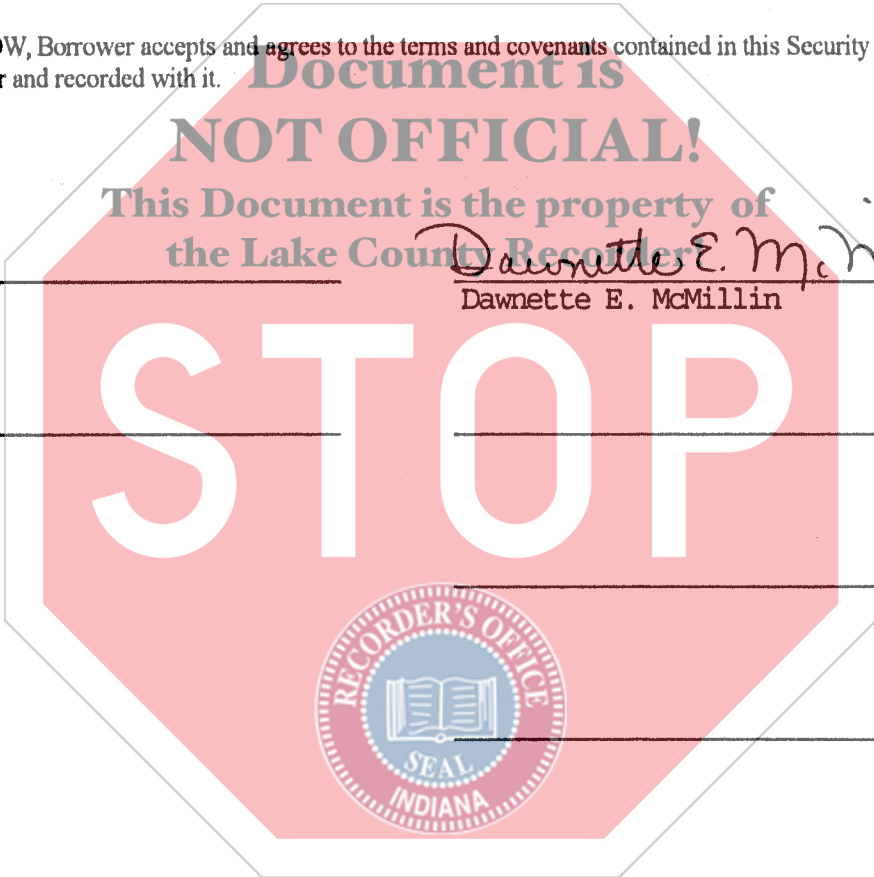 W, Borrower accepts and agrees to the terms and covenants contained in this Security
and recorded with it.
Document is
NOT OFFICIAL!
This Document is the property of
the Lake County Recorder!
Dawnette E. Mc
Dawnette E. McMillin
STOP
RECORDER'S OFFICE
SEAL
INDIANA